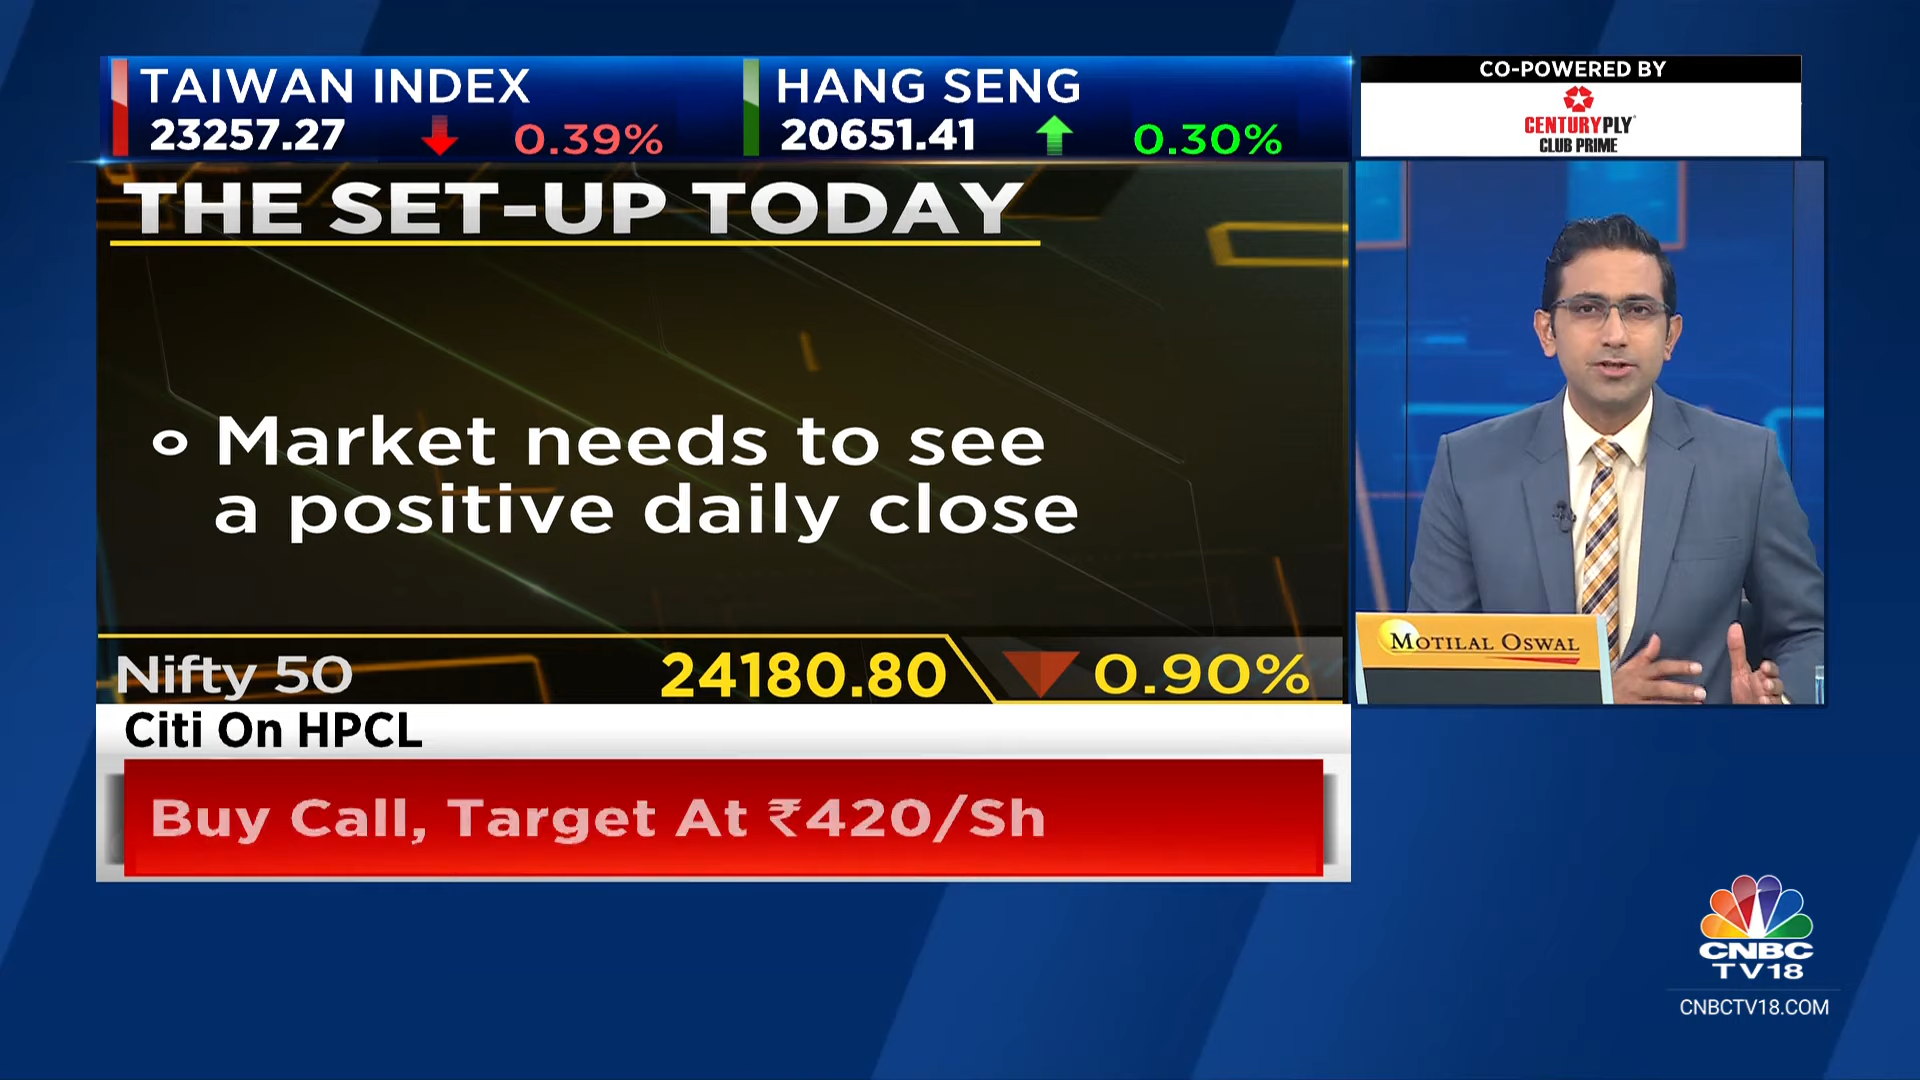 TAIWAN INDEX
23257.27 0.39%
HANG SENG
20651.41 0.30%
CO-POWERED BY
CENTURYPLY
CLUB PRIME
THE SET-UP TODAY
Market needs to see
a positive daily close
Nifty 50 24180.80 0.90%
MOTILAL OSWAL
Citi On HPCL
Buy Call, Target At ₹420/Sh
CNBC
TV18
CNBCTV18.COM